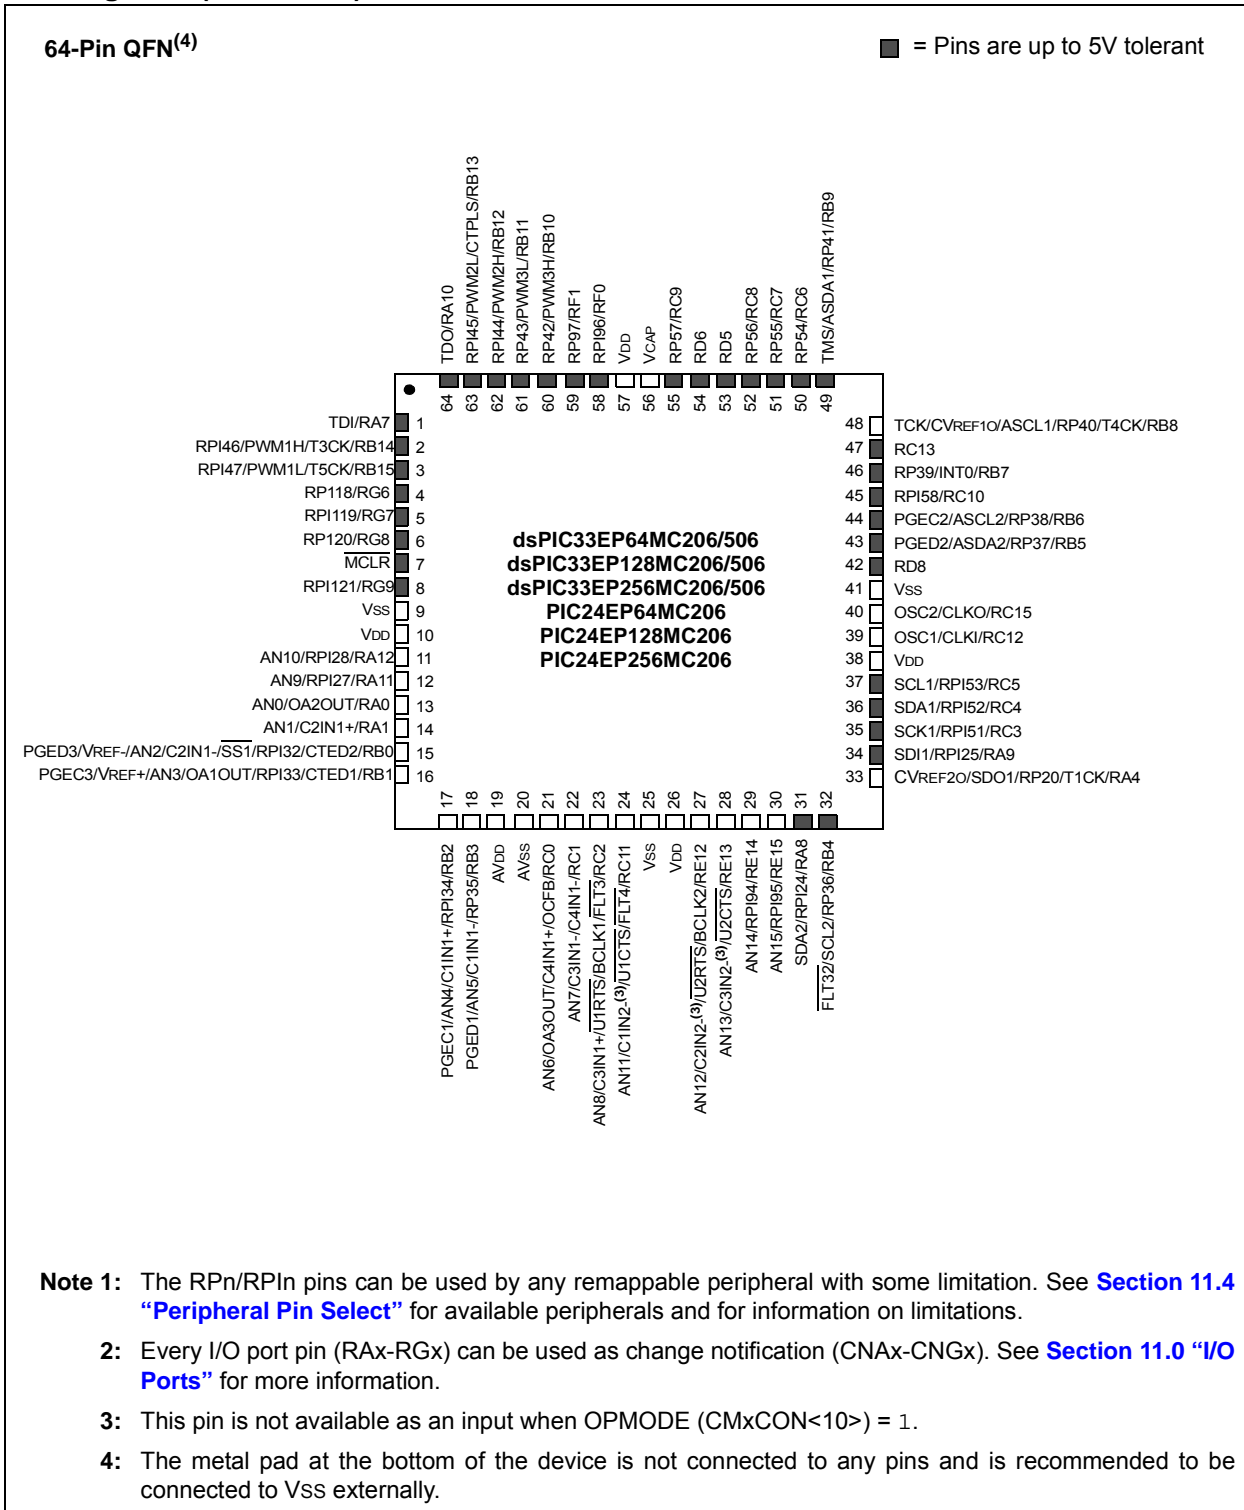 64-Pin QFN(4)
= Pins are up to 5V tolerant
TDO/RA10
RPI45/PWM2L/CTPLS/RB13
RPI44/PWM2H/RB12
RP43/PWM3L/RB11
RP42/PWM3H/RB10
RP97/RF1
RPI96/RF0
VDD
VCAP
RP57/RC9
RD6
RD5
RP56/RC8
RP55/RC7
RP54/RC6
TMS/ASDA1/RP41/RB9
64
63
62
61
60
59
58
57
56
55
54
53
52
51
50
49
TDI/RA7 1
RPI46/PWM1H/T3CK/RB14 2
RPI47/PWM1L/T5CK/RB15 3
RP118/RG6 4
RPI119/RG7 5
RP120/RG8 6
MCLR 7
RPI121/RG9 8
VSS 9
VDD 10
AN10/RPI28/RA12 11
AN9/RPI27/RA11 12
AN0/OA2OUT/RA0 13
AN1/C2IN1+/RA1 14
PGED3/VREF-/AN2/C2IN1-/SS1/RPI32/CTED2/RB0 15
PGEC3/VREF+/AN3/OA1OUT/RPI33/CTED1/RB1 16
dsPIC33EP64MC206/506
dsPIC33EP128MC206/506
dsPIC33EP256MC206/506
PIC24EP64MC206
PIC24EP128MC206
PIC24EP256MC206
48 TCK/CVREF1O/ASCL1/RP40/T4CK/RB8
47 RC13
46 RP39/INT0/RB7
45 RPI58/RC10
44 PGEC2/ASCL2/RP38/RB6
43 PGED2/ASDA2/RP37/RB5
42 RD8
41 VSS
40 OSC2/CLKO/RC15
39 OSC1/CLKI/RC12
38 VDD
37 SCL1/RPI53/RC5
36 SDA1/RPI52/RC4
35 SCK1/RPI51/RC3
34 SDI1/RPI25/RA9
33 CVREF2O/SDO1/RP20/T1CK/RA4
17
18
19
20
21
22
23
24
25
26
27
28
29
30
31
32
PGEC1/AN4/C1IN1+/RPI34/RB2
PGED1/AN5/C1IN1-/RP35/RB3
AVDD
AVSS
AN6/OA3OUT/C4IN1+/OCFB/RC0
AN7/C3IN1-/C4IN1-/RC1
AN8/C3IN1+/U1RTS/BCLK1/FLT3/RC2
AN11/C1IN2-(3)/U1CTS/FLT4/RC11
VSS
VDD
AN12/C2IN2-(3)/U2RTS/BCLK2/RE12
AN13/C3IN2-(3)/U2CTS/RE13
AN14/RPI94/RE14
AN15/RPI95/RE15
SDA2/RPI24/RA8
FLT32/SCL2/RP36/RB4
Note 1: The RPn/RPIn pins can be used by any remappable peripheral with some limitation. See Section 11.4
"Peripheral Pin Select" for available peripherals and for information on limitations.
2: Every I/O port pin (RAx-RGx) can be used as change notification (CNAx-CNGx). See Section 11.0 "I/O
Ports" for more information.
3: This pin is not available as an input when OPMODE (CMxCON<10>) = 1.
4: The metal pad at the bottom of the device is not connected to any pins and is recommended to be
connected to VSS externally.